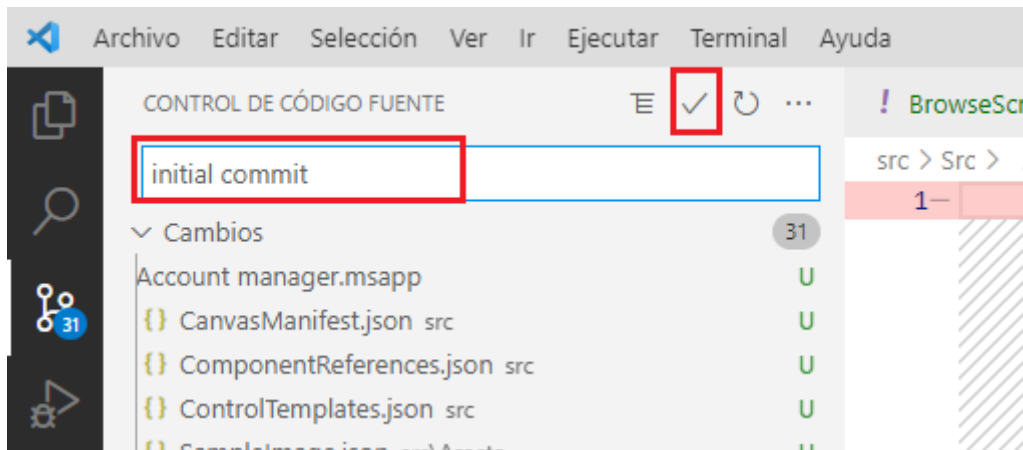 Archivo Editar Selección Ver Ir Ejecutar Terminal Ayuda
CONTROL DE CÓDIGO FUENTE
! BrowseScr
initial commit
src > Src >
1
Cambios 31
Account manager.msapp U
31
{} CanvasManifest.json src U
{} ComponentReferences.json src U
{} ControlTemplates.json src U